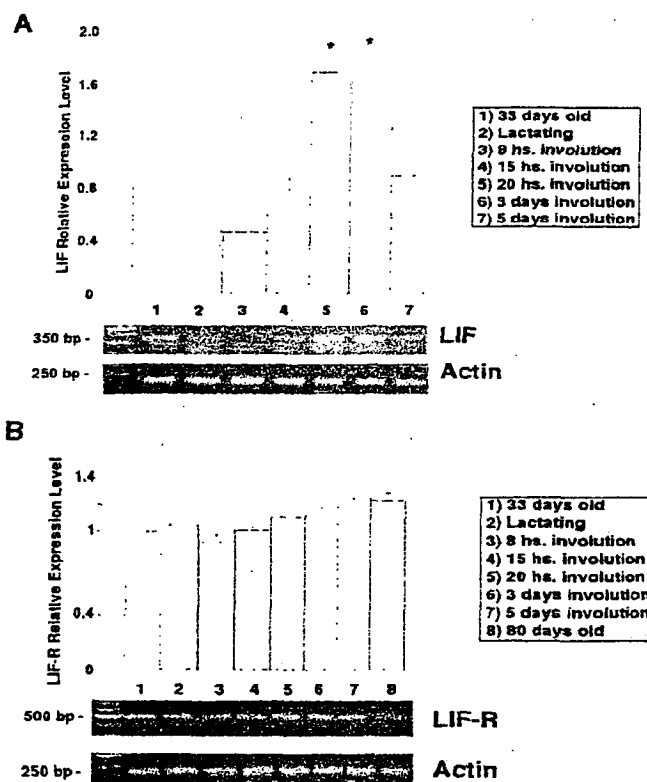 A
LIF Relative Expression Level
2.0
1.6
1.2
0.8
0.4
0
* *
1 2 3 4 5 6 7
1) 33 days old
2) Lactating
3) 8 hs. involution
4) 15 hs. involution
5) 20 hs. involution
6) 3 days involution
7) 5 days involution
350 bp -
LIF
250 bp -
Actin
B
LIF-R Relative Expression Level
1.4
1
0.4
0
1 2 3 4 5 6 7 8
1) 33 days old
2) Lactating
3) 8 hs. involution
4) 15 hs. involution
5) 20 hs. involution
6) 3 days involution
7) 5 days involution
8) 80 days old
500 bp -
LIF-R
250 bp -
Actin